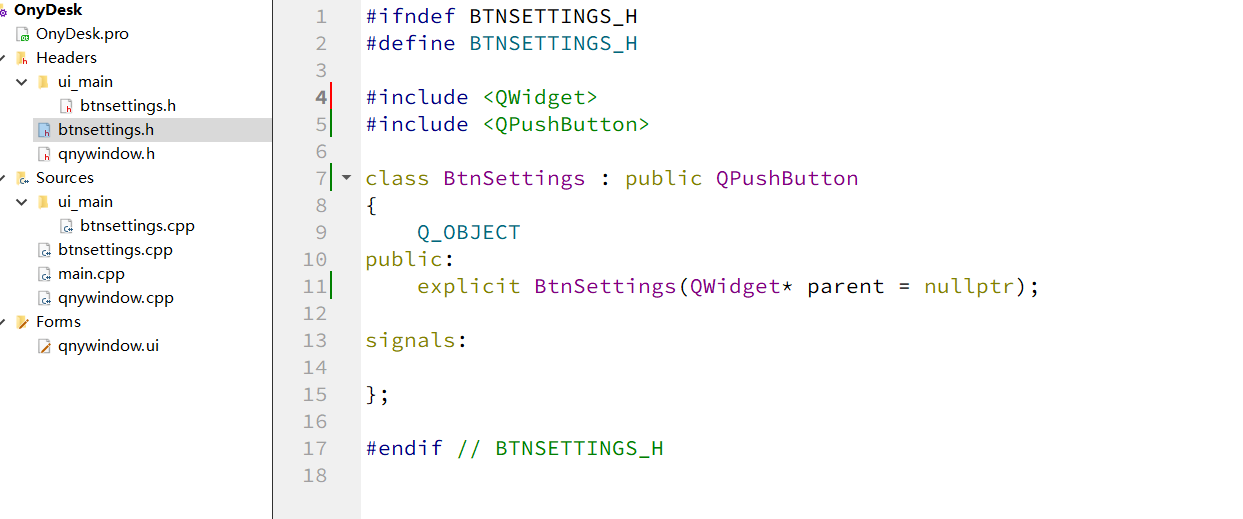 OnyDesk
OnyDesk.pro
Headers
ui_main
btnsettings.h
btnsettings.h
qnywindow.h
Sources
ui_main
btnsettings.cpp
btnsettings.cpp
main.cpp
qnywindow.cpp
Forms
qnywindow.ui
1 #ifndef BTNSETTINGS_H
2 #define BTNSETTINGS_H
3
4 #include <QWidget>
5 #include <QPushButton>
6
7 class BtnSettings : public QPushButton
8 {
9     Q_OBJECT
10 public:
11     explicit BtnSettings(QWidget* parent = nullptr);
12
13 signals:
14
15 };
16
17 #endif // BTNSETTINGS_H
18